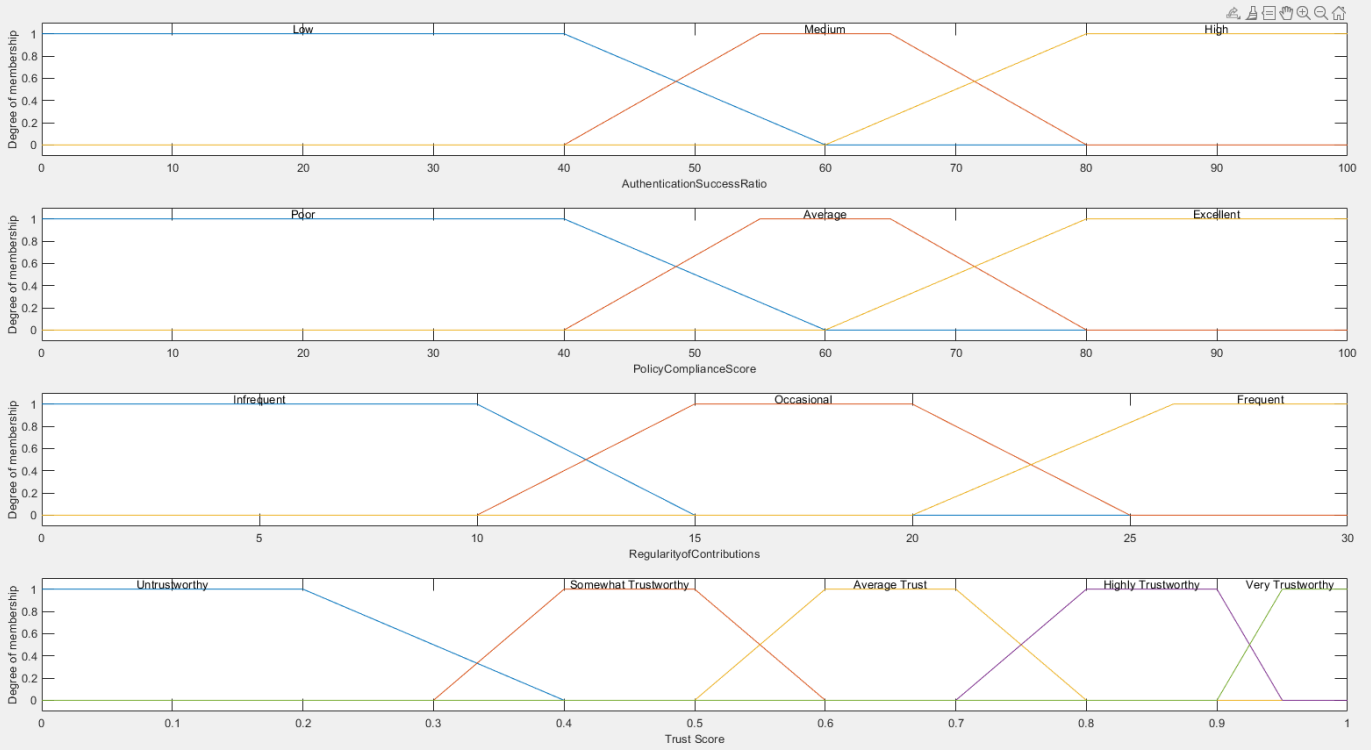 Low Medium High
1
0.8
0.6
0.4
0.2
0
Degree of membership
0 10 20 30 40 50 60 70 80 90 100
AuthenticationSuccessRatio
Poor Average Excellent
1
0.8
0.6
0.4
0.2
0
Degree of membership
0 10 20 30 40 50 60 70 80 90 100
PolicyComplianceScore
Infrequent Occasional Frequent
1
0.8
0.6
0.4
0.2
0
Degree of membership
0 5 10 15 20 25 30
RegularityofContributions
Untrustworthy Somewhat Trustworthy Average Trust Highly Trustworthy Very Trustworthy
1
0.8
0.6
0.4
0.2
0
Degree of membership
0 0.1 0.2 0.3 0.4 0.5 0.6 0.7 0.8 0.9 1
Trust Score